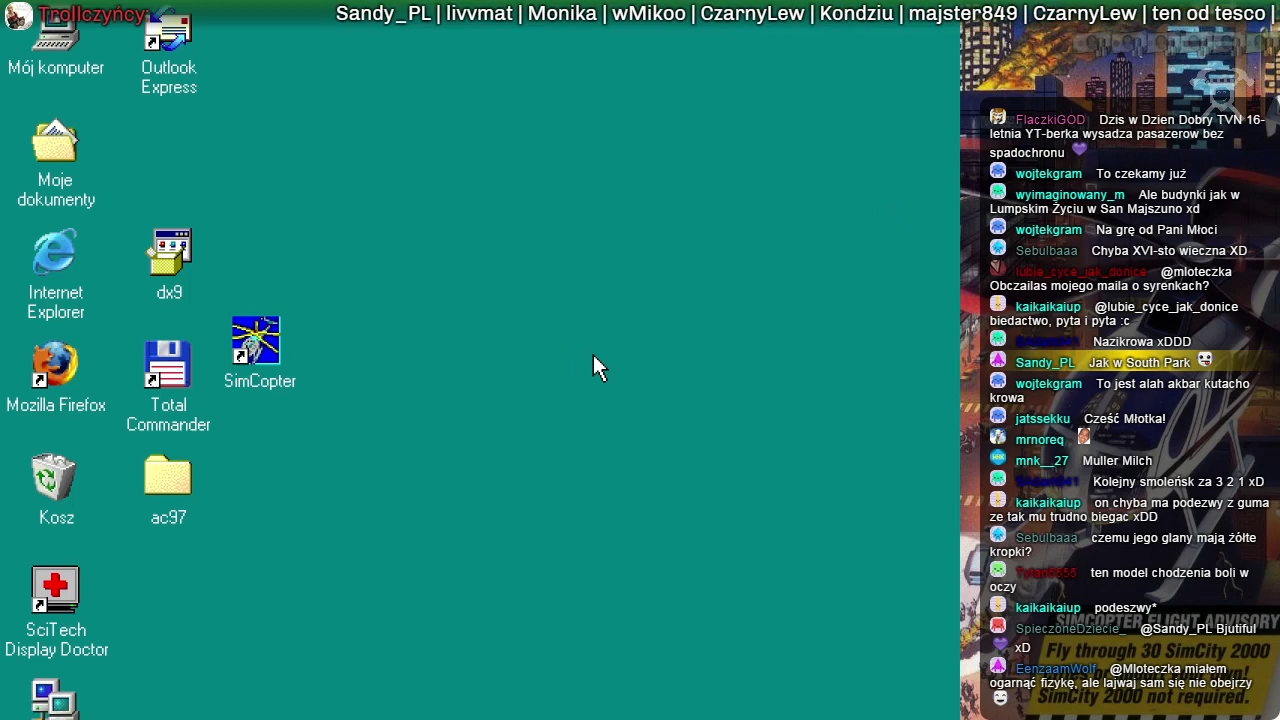 Trollczyńcy:
Sandy_PL | livvmat | Monika | wMikoo | CzarnyLew | Kondziu | majster849 | CzarnyLew | ten od tesco |
Mój komputer
Outlook
Express
Moje
dokumenty
Internet
Explorer
dx9
SimCopter
Mozilla Firefox
Total
Commander
Kosz
ac97
SciTech
Display Doctor
FlaczkiGOD Dzis w Dzien Dobry TVN 16-
letnia YT-berka wysadza pasazerow bez
spadochronu
wojtekgram To czekamy już
wyimaginowany_m Ale budynki jak w
Lumpskim Życiu w San Majszuno xd
wojtekgram Na grę od Pani Młoci
Sebulbaaa Chyba XVI-sto wieczna XD
lubie_cyce_jak_donice @mloteczka
Obczailas mojego maila o syrenkach?
kaikaikaiup @lubie_cyce_jak_donice
biedactwo, pyta i pyta :c
Nazikrowa xDDD
Sandy_PL Jak w South Park
wojtekgram To jest alah akbar kutacho
krowa
jatssekku Cześć Młotka!
mrnoreq
mnk__27 Muller Milch
Kolejny smoleńsk za 3 2 1 xD
kaikaikaiup on chyba ma podezwy z guma
ze tak mu trudno biegac xDD
Sebulbaaa czemu jego glany mają żółte
kropki?
ten model chodzenia boli w
oczy
kaikaikaiup podeszwy*
SIMCOPTER FLIGHT ADVISORY
SpieczoneDziecie_ @Sandy_PL Bjutiful
xD
Fly through 30 SimCity 2000
EenzaamWolf @Mloteczka miałem
ogarnąć fizykę, ale lajwaj sam się nie obejrzy
SimCity 2000 not required.